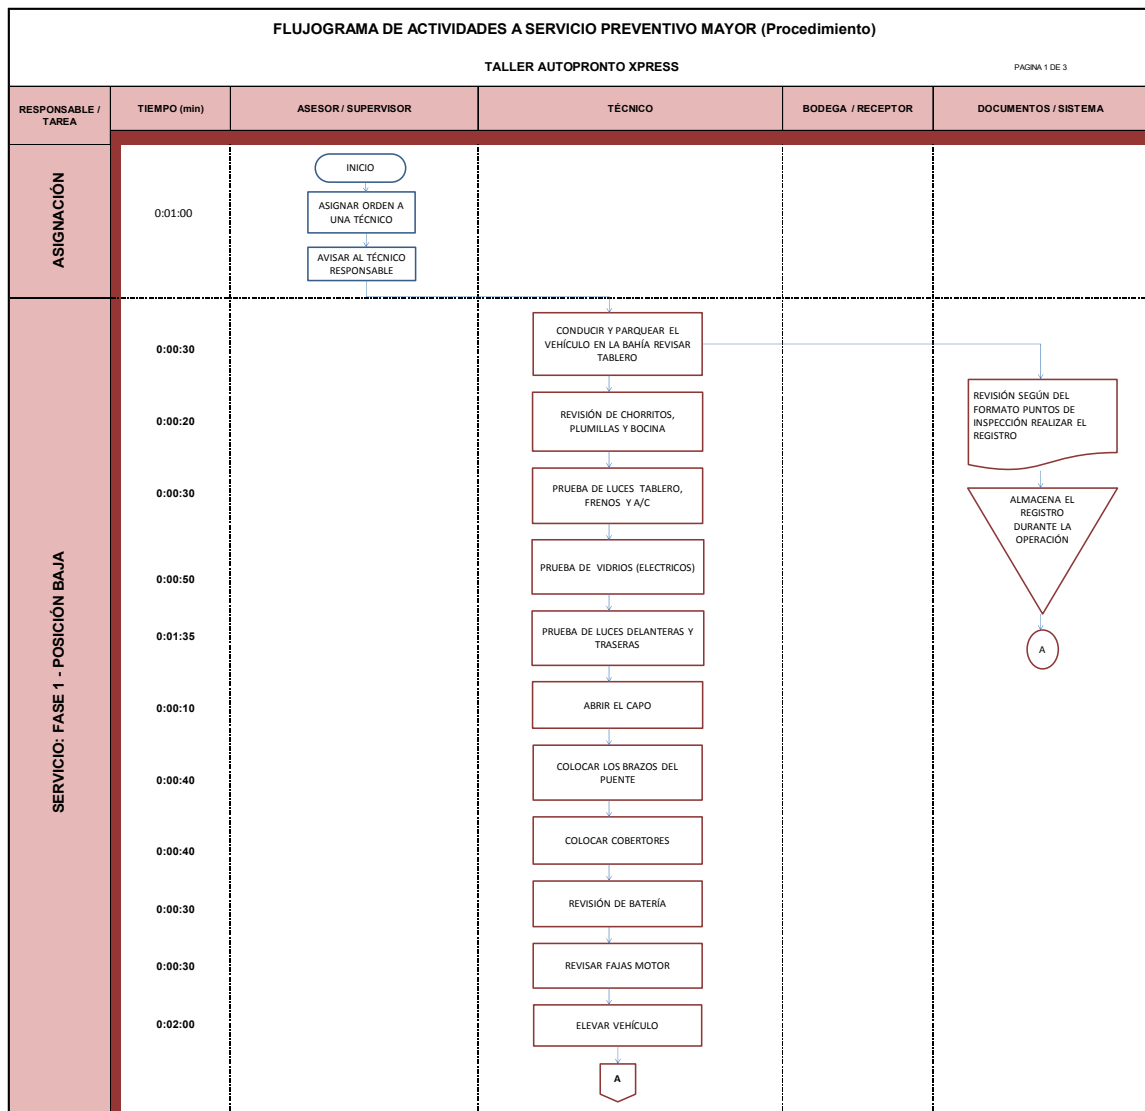 FLUJOGRAMA DE ACTIVIDADES A SERVICIO PREVENTIVO MAYOR (Procedimiento)
TALLER AUTOPRONTO XPRESS
PAGINA 1 DE 3
RESPONSABLE /
TAREA
TIEMPO (min)
ASESOR / SUPERVISOR
TÉCNICO
BODEGA / RECEPTOR
DOCUMENTOS / SISTEMA
ASIGNACIÓN
INICIO
0:01:00
ASIGNAR ORDEN A
UNA TÉCNICO
AVISAR AL TÉCNICO
RESPONSABLE
SERVICIO: FASE 1 - POSICIÓN BAJA
0:00:30
CONDUCIR Y PARQUEAR EL
VEHÍCULO EN LA BAHÍA REVISAR
TABLERO
REVISIÓN SEGÚN DEL
FORMATO PUNTOS DE
INSPECCIÓN REALIZAR EL
REGISTRO
0:00:20
REVISIÓN DE CHORRITOS,
PLUMILLAS Y BOCINA
0:00:30
PRUEBA DE LUCES TABLERO,
FRENOS Y A/C
ALMACENA EL
REGISTRO
DURANTE LA
OPERACIÓN
0:00:50
PRUEBA DE VIDRIOS (ELECTRICOS)
0:01:35
PRUEBA DE LUCES DELANTERAS Y
TRASERAS
A
0:00:10
ABRIR EL CAPO
0:00:40
COLOCAR LOS BRAZOS DEL
PUENTE
0:00:40
COLOCAR COBERTORES
0:00:30
REVISIÓN DE BATERÍA
0:00:30
REVISAR FAJAS MOTOR
0:02:00
ELEVAR VEHÍCULO
A